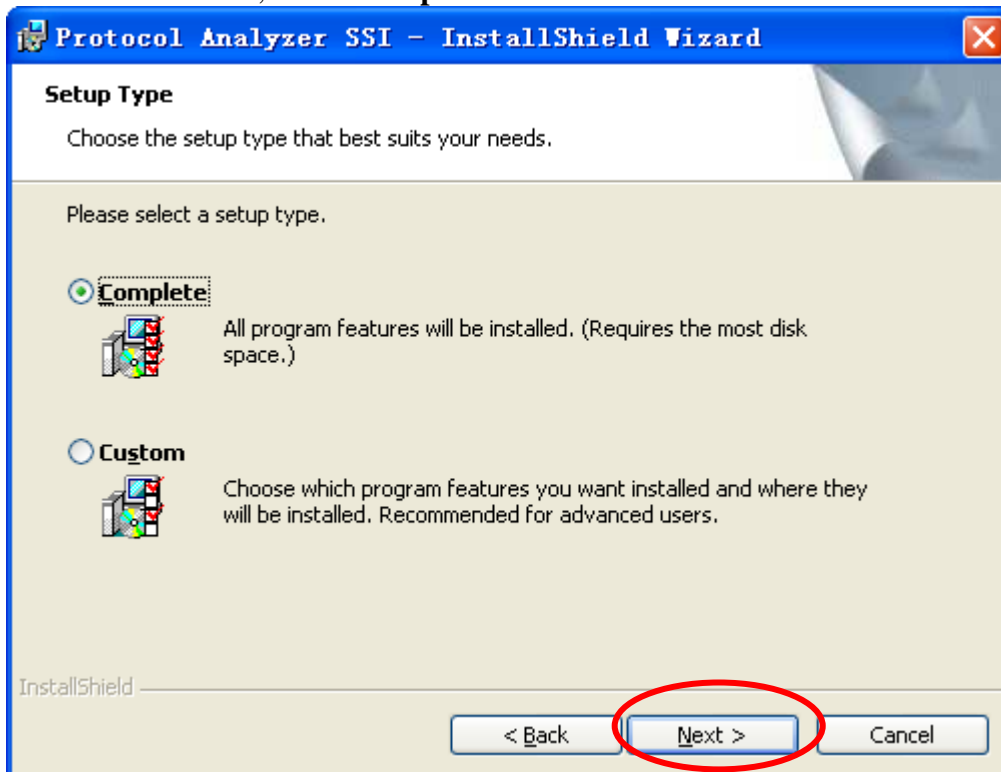 Protocol Analyzer SSI - InstallShield Wizard
Setup Type
Choose the setup type that best suits your needs.
Please select a setup type.
Complete
All program features will be installed. (Requires the most disk
space.)
Custom
Choose which program features you want installed and where they
will be installed. Recommended for advanced users.
InstallShield
< Back Next > Cancel